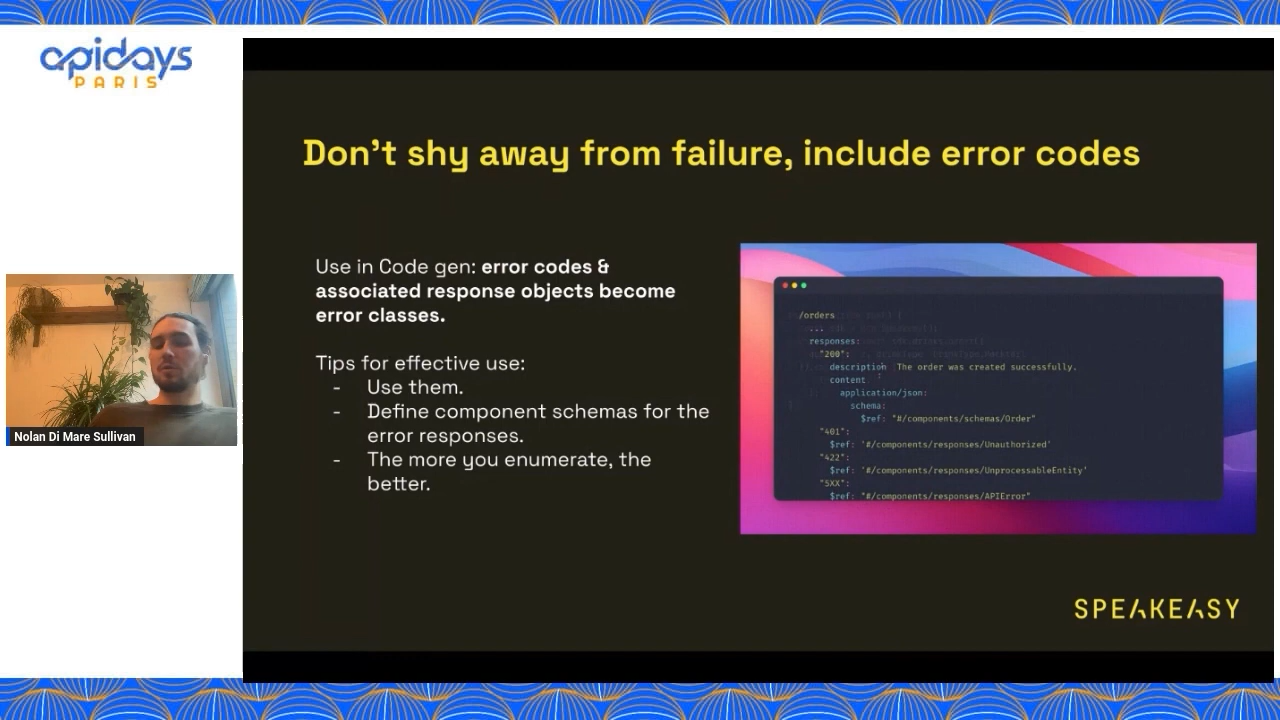 apidays
PARIS
Don't shy away from failure, include error codes
Use in Code gen: error codes &
associated response objects become
error classes.
Tips for effective use:
- Use them.
- Define component schemas for the
error responses.
- The more you enumerate, the
better.
/orders
...
responses:
"200":
description: The order was created successfully.
content
application/json:
schema:
$ref: "#/components/schemas/Order"
"401":
$ref: '#/components/responses/Unauthorized'
"422":
$ref: '#/components/responses/UnprocessableEntity'
"5XX":
$ref: "#/components/responses/APIError"
Nolan Di Mare Sullivan
SPEAKEASY